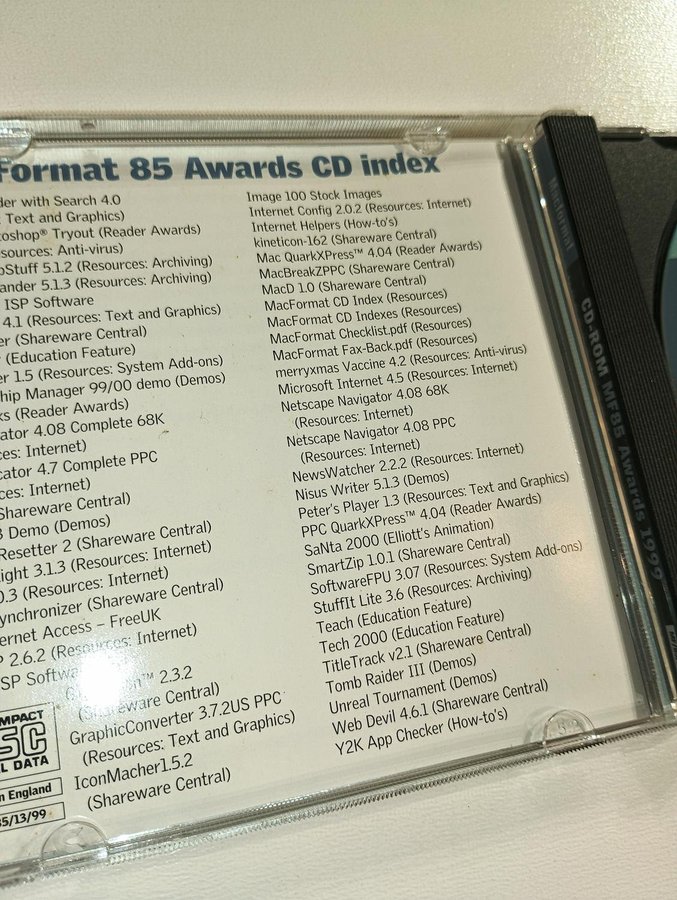 Format 85 Awards CD index
der with Search 4.0
Text and Graphics)
toshop® Tryout (Reader Awards)
sources: Anti-virus)
pStuff 5.1.2 (Resources: Archiving)
ander 5.1.3 (Resources: Archiving)
ISP Software
4.1 (Resources: Text and Graphics)
er (Shareware Central)
(Education Feature)
er 1.5 (Resources: System Add-ons)
hip Manager 99/00 demo (Demos)
ks (Reader Awards)
ator 4.08 Complete 68K
ces: Internet)
cator 4.7 Complete PPC
ces: Internet)
Shareware Central)
3 Demo (Demos)
Resetter 2 (Shareware Central)
ight 3.1.3 (Resources: Internet)
0.3 (Resources: Internet)
ynchronizer (Shareware Central)
ernet Access – FreeUK
P 2.6.2 (Resources: Internet)
SP Softwa
™ 2.3.2
(Shareware Central)
GraphicConverter 3.7.2US PPC
(Resources: Text and Graphics)
IconMacher1.5.2
(Shareware Central)
Image 100 Stock Images
Internet Config 2.0.2 (Resources: Internet)
Internet Helpers (How-to's)
kineticon-162 (Shareware Central)
Mac QuarkXPress™ 4.04 (Reader Awards)
MacBreakZPPC (Shareware Central)
MacD 1.0 (Shareware Central)
MacFormat CD Index (Resources)
MacFormat CD Indexes (Resources)
MacFormat Checklist.pdf (Resources)
MacFormat Fax-Back.pdf (Resources)
merryxmas Vaccine 4.2 (Resources: Anti-virus)
Microsoft Internet 4.5 (Resources: Internet)
Netscape Navigator 4.08 68K
(Resources: Internet)
Netscape Navigator 4.08 PPC
(Resources: Internet)
NewsWatcher 2.2.2 (Resources: Internet)
Nisus Writer 5.1.3 (Demos)
Peter's Player 1.3 (Resources: Text and Graphics)
PPC QuarkXPress™ 4.04 (Reader Awards)
SaNta 2000 (Elliott's Animation)
SmartZip 1.0.1 (Shareware Central)
SoftwareFPU 3.07 (Resources: System Add-ons)
StuffIt Lite 3.6 (Resources: Archiving)
Teach (Education Feature)
Tech 2000 (Education Feature)
TitleTrack v2.1 (Shareware Central)
Tomb Raider III (Demos)
Unreal Tournament (Demos)
Web Devil 4.6.1 (Shareware Central)
Y2K App Checker (How-to's)
OMPACT
SC
L DATA
n England
85/13/99
MacFormat
CD-ROM MF85 Awards 1999